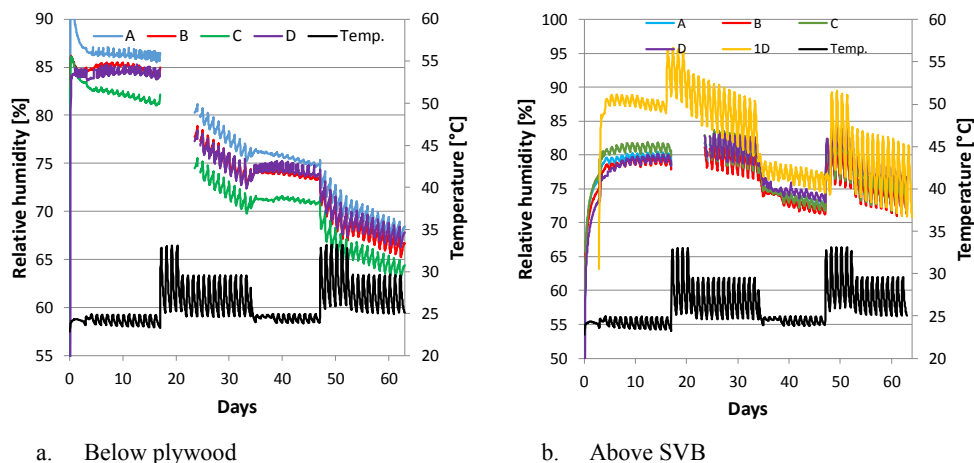 A B C D Temp.
90
85
80
75
70
65
60
55
Relative humidity [%]
60
55
50
45
40
35
30
25
20
Temperature [°C]
0 10 20 30 40 50 60
Days
a. Below plywood
A B C
D 1D Temp.
100
95
90
85
80
75
70
65
60
55
50
Relative humidity [%]
60
55
50
45
40
35
30
25
20
Temperature [°C]
0 10 20 30 40 50 60
Days
b. Above SVB